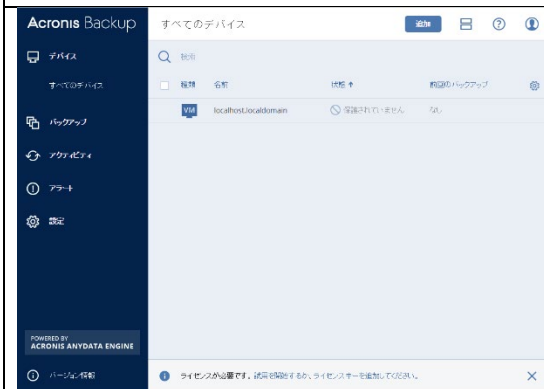 Acronis Backup
すべてのデバイス
追加
デバイス
検索
すべてのデバイス
種類 名前 状態 前回のバックアップ
VM localhost.localdomain 保護されていません なし
バックアップ
アクティビティ
アラート
設定
POWERED BY
ACRONIS ANYDATA ENGINE
バージョン情報
ライセンスが必要です。試用を開始するか、ライセンスキーを追加してください。